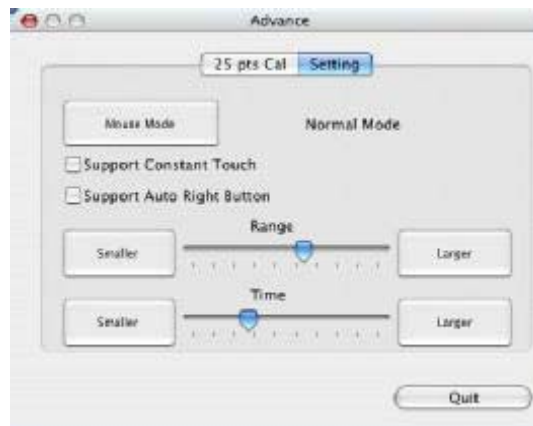 Advance
25 pts Cal Setting
Mouse Mode Normal Mode
Support Constant Touch
Support Auto Right Button
Range
Smaller Larger
Time
Smaller Larger
Quit